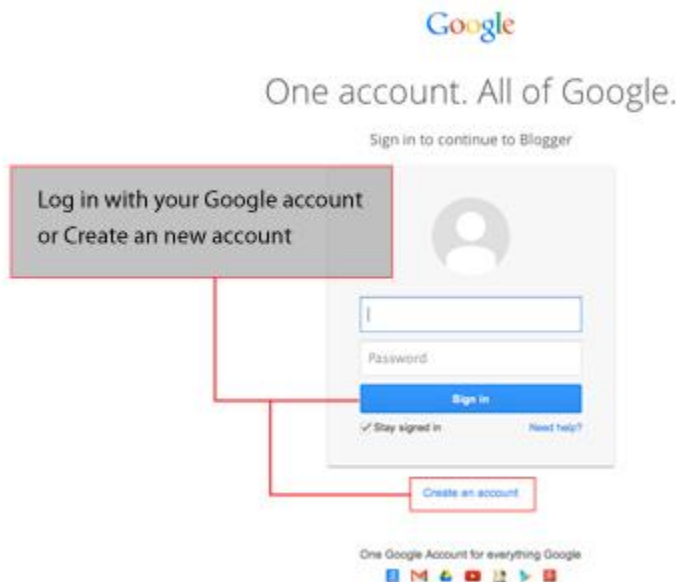 Google
One account. All of Google.
Sign in to continue to Blogger
Log in with your Google account
or Create an new account
Password
Sign in
Stay signed in
Need help?
Create an account
One Google Account for everything Google